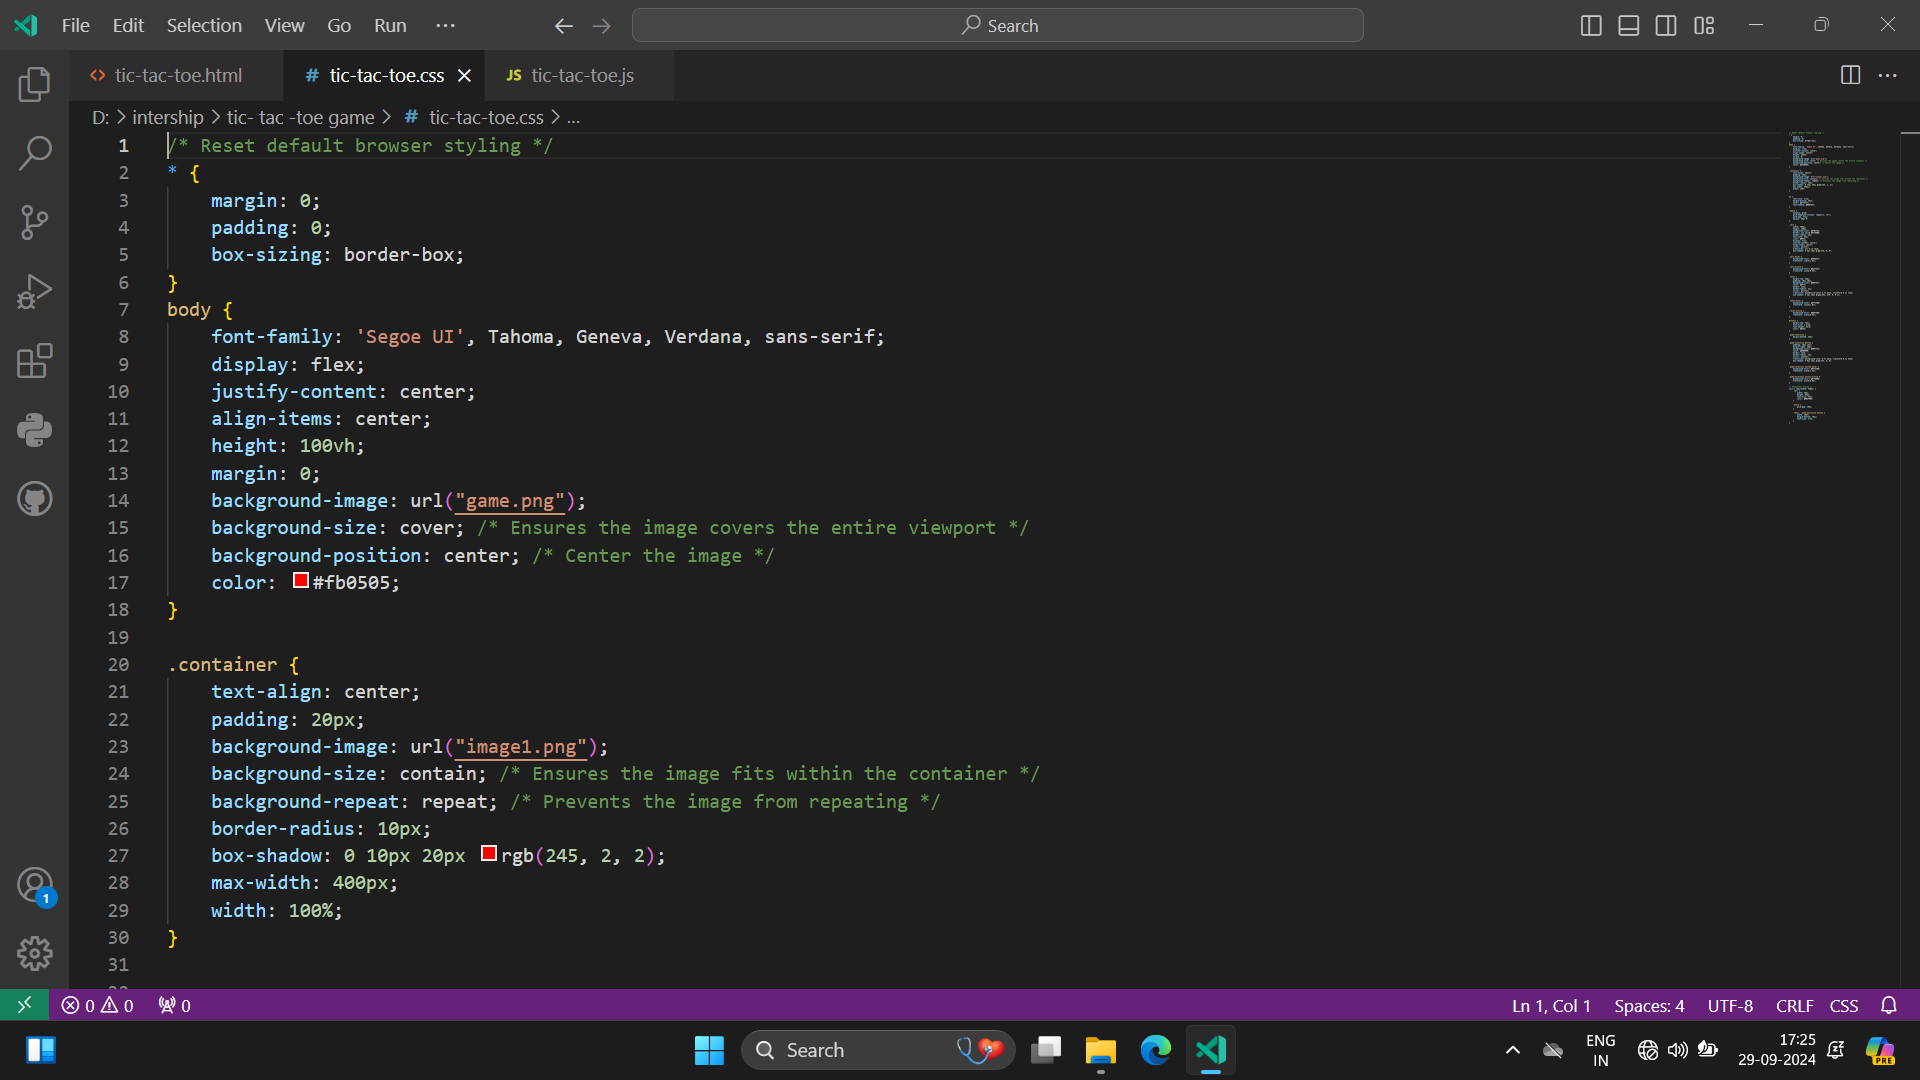 File Edit Selection View Go Run ... Search
tic-tac-toe.html # tic-tac-toe.css JS tic-tac-toe.js
D: > intership > tic- tac -toe game > # tic-tac-toe.css > ...
1 /* Reset default browser styling */
2 * {
3 margin: 0;
4 padding: 0;
5 box-sizing: border-box;
6 }
7 body {
8 font-family: 'Segoe UI', Tahoma, Geneva, Verdana, sans-serif;
9 display: flex;
10 justify-content: center;
11 align-items: center;
12 height: 100vh;
13 margin: 0;
14 background-image: url("game.png");
15 background-size: cover; /* Ensures the image covers the entire viewport */
16 background-position: center; /* Center the image */
17 color: #fb0505;
18 }
19
20 .container {
21 text-align: center;
22 padding: 20px;
23 background-image: url("image1.png");
24 background-size: contain; /* Ensures the image fits within the container */
25 background-repeat: repeat; /* Prevents the image from repeating */
26 border-radius: 10px;
27 box-shadow: 0 10px 20px rgb(245, 2, 2);
28 max-width: 400px;
29 width: 100%;
30 }
31
1
0 0 0 Ln 1, Col 1 Spaces: 4 UTF-8 CRLF CSS
Search ENG IN 17:25 29-09-2024 PRE